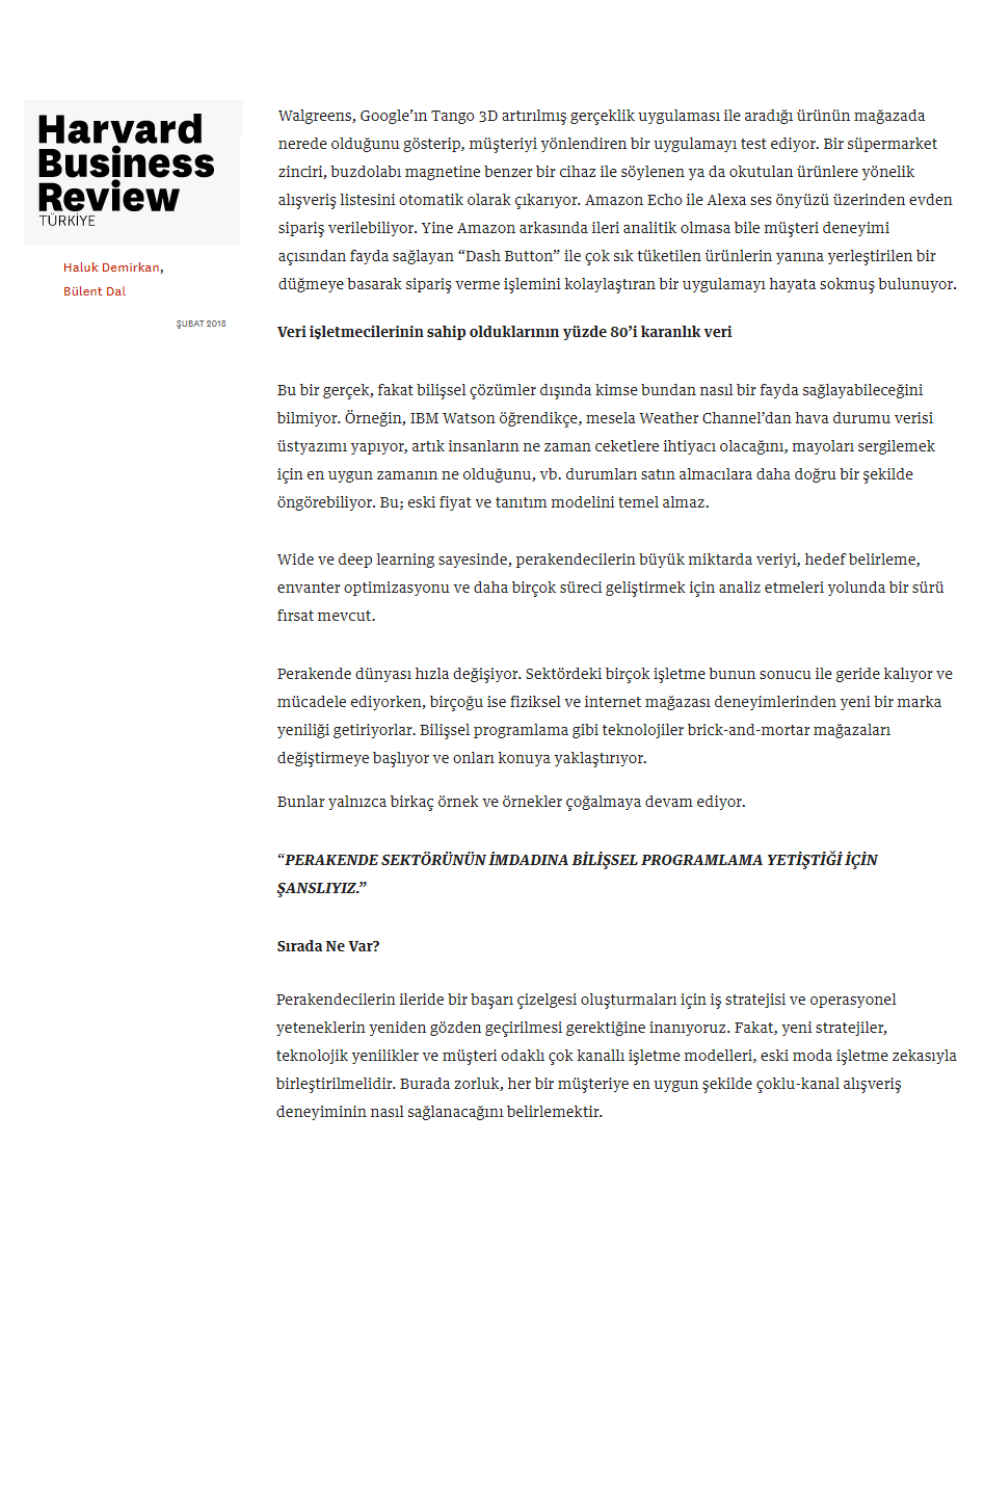 Harvard
Business
Review
TÜRKİYE
Haluk Demirkan,
Bülent Dal
ŞUBAT 2018
Walgreens, Google’ın Tango 3D artırılmış gerçeklik uygulaması ile aradığı ürünün mağazada
nerede olduğunu gösterip, müşteriyi yönlendiren bir uygulamayı test ediyor. Bir süpermarket
zinciri, buzdolabı magnetine benzer bir cihaz ile söylenen ya da okutulan ürünlere yönelik
alışveriş listesini otomatik olarak çıkarıyor. Amazon Echo ile Alexa ses önyüzü üzerinden evden
sipariş verilebiliyor. Yine Amazon arkasında ileri analitik olmasa bile müşteri deneyimi
açısından fayda sağlayan “Dash Button” ile çok sık tüketilen ürünlerin yanına yerleştirilen bir
düğmeye basarak sipariş verme işlemini kolaylaştıran bir uygulamayı hayata sokmuş bulunuyor.
Veri işletmecilerinin sahip olduklarının yüzde 80’i karanlık veri
Bu bir gerçek, fakat bilişsel çözümler dışında kimse bundan nasıl bir fayda sağlayabileceğini
bilmiyor. Örneğin, IBM Watson öğrendikçe, mesela Weather Channel’dan hava durumu verisi
üstyazımı yapıyor, artık insanların ne zaman ceketlere ihtiyacı olacağını, mayoları sergilemek
için en uygun zamanın ne olduğunu, vb. durumları satın almacılara daha doğru bir şekilde
öngörebiliyor. Bu; eski fiyat ve tanıtım modelini temel almaz.
Wide ve deep learning sayesinde, perakendecilerin büyük miktarda veriyi, hedef belirleme,
envanter optimizasyonu ve daha birçok süreci geliştirmek için analiz etmeleri yolunda bir sürü
fırsat mevcut.
Perakende dünyası hızla değişiyor. Sektördeki birçok işletme bunun sonucu ile geride kalıyor ve
mücadele ediyorken, birçoğu ise fiziksel ve internet mağazası deneyimlerinden yeni bir marka
yeniliği getiriyorlar. Bilişsel programlama gibi teknolojiler brick-and-mortar mağazaları
değiştirmeye başlıyor ve onları konuya yaklaştırıyor.
Bunlar yalnızca birkaç örnek ve örnekler çoğalmaya devam ediyor.
“PERAKENDE SEKTÖRÜNÜN İMDADINA BİLİŞSEL PROGRAMLAMA YETİŞTİĞİ İÇİN
ŞANSLIYIZ.”
Sırada Ne Var?
Perakendecilerin ileride bir başarı çizelgesi oluşturmaları için iş stratejisi ve operasyonel
yeteneklerin yeniden gözden geçirilmesi gerektiğine inanıyoruz. Fakat, yeni stratejiler,
teknolojik yenilikler ve müşteri odaklı çok kanallı işletme modelleri, eski moda işletme zekasıyla
birleştirilmelidir. Burada zorluk, her bir müşteriye en uygun şekilde çoklu-kanal alışveriş
deneyiminin nasıl sağlanacağını belirlemektir.